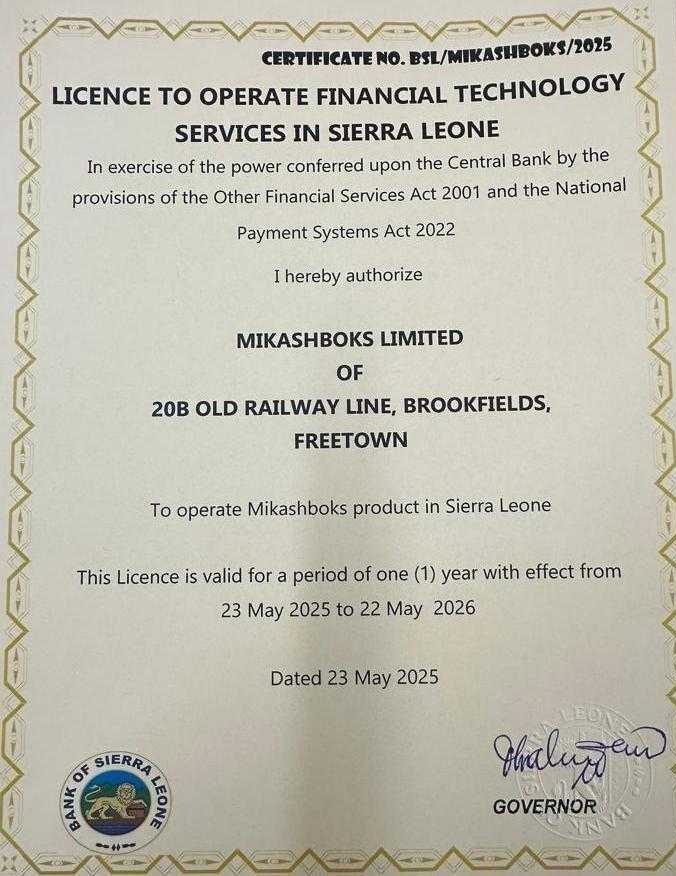 CERTIFICATE NO. BSL/MIKASHBOKS/2025
LICENCE TO OPERATE FINANCIAL TECHNOLOGY
SERVICES IN SIERRA LEONE
In exercise of the power conferred upon the Central Bank by the
provisions of the Other Financial Services Act 2001 and the National
Payment Systems Act 2022
I hereby authorize
MIKASHBOKS LIMITED
OF
20B OLD RAILWAY LINE, BROOKFIELDS,
FREETOWN
To operate Mikashboks product in Sierra Leone
This Licence is valid for a period of one (1) year with effect from
23 May 2025 to 22 May  2026
Dated 23 May 2025
BANK OF SIERRA LEONE
GOVERNOR